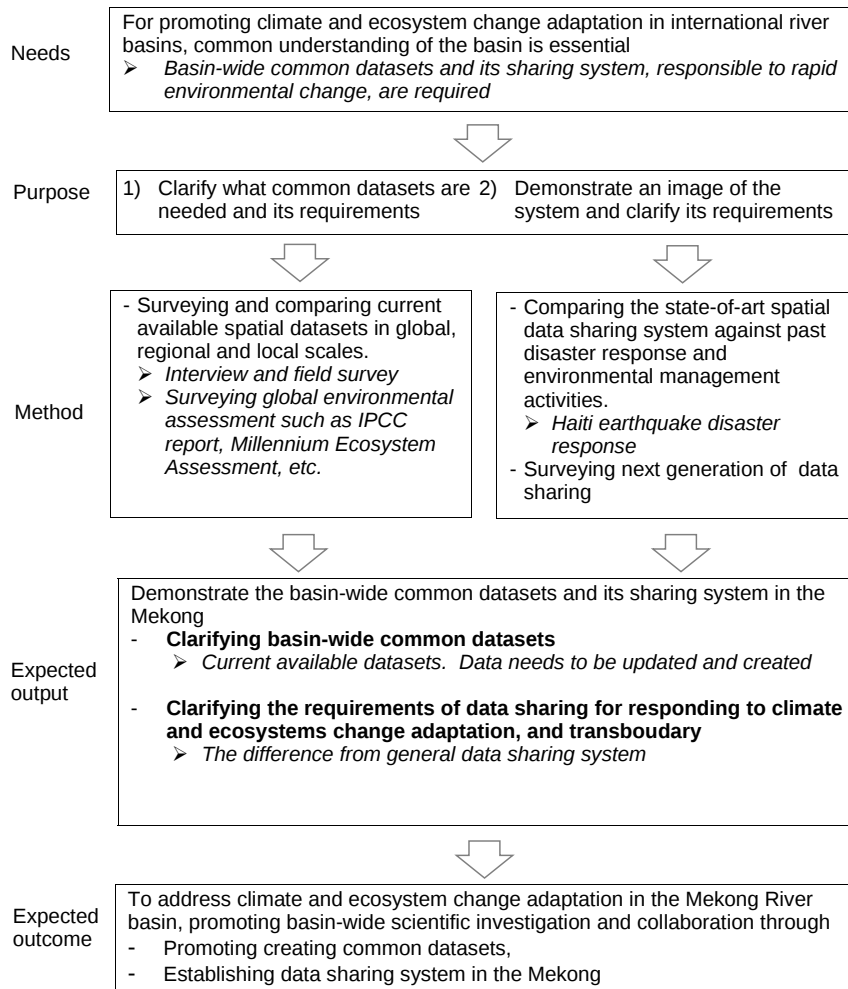 Needs
For promoting climate and ecosystem change adaptation in international river
basins, common understanding of the basin is essential
➢ Basin-wide common datasets and its sharing system, responsible to rapid
environmental change, are required
Purpose
1) Clarify what common datasets are
needed and its requirements
2) Demonstrate an image of the
system and clarify its requirements
Method
- Surveying and comparing current
available spatial datasets in global,
regional and local scales.
➢ Interview and field survey
➢ Surveying global environmental
assessment such as IPCC
report, Millennium Ecosystem
Assessment, etc.
- Comparing the state-of-art spatial
data sharing system against past
disaster response and
environmental management
activities.
➢ Haiti earthquake disaster
response
- Surveying next generation of data
sharing
Expected
output
Demonstrate the basin-wide common datasets and its sharing system in the
Mekong
- Clarifying basin-wide common datasets
➢ Current available datasets. Data needs to be updated and created
- Clarifying the requirements of data sharing for responding to climate
and ecosystems change adaptation, and transboudary
➢ The difference from general data sharing system
Expected
outcome
To address climate and ecosystem change adaptation in the Mekong River
basin, promoting basin-wide scientific investigation and collaboration through
- Promoting creating common datasets,
- Establishing data sharing system in the Mekong